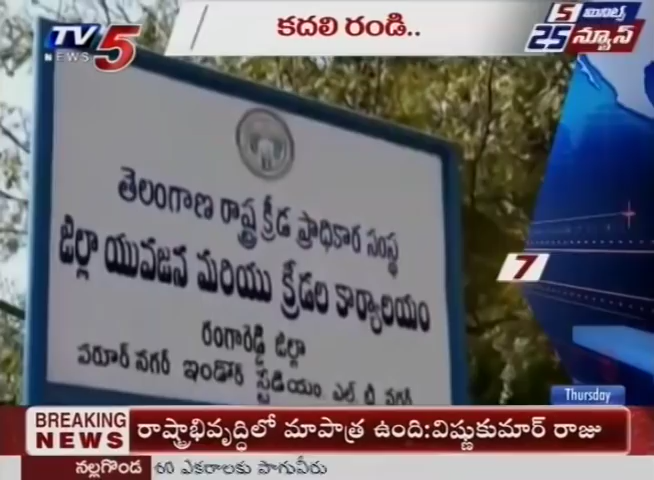 TV5
NEWS
కదలి రండి..
5 మినిట్స్
25 న్యూస్
తెలంగాణ రాష్ట్ర క్రీడ ప్రాధికార సంస్థ
జిల్లా యువజన మరియు క్రీడల కార్యాలయం
రంగారెడ్డి జిల్లా
సరూర్ నగర్ ఇండోర్ స్టేడియం ఎల్. బి నగర్
7
Thursday
BREAKING
NEWS
రాష్ట్రాభివృద్ధిలో మాపాత్ర ఉంది:విష్ణుకుమార్ రాజు
నల్లగొండ 60 ఎకరాలకు పాగునీరు